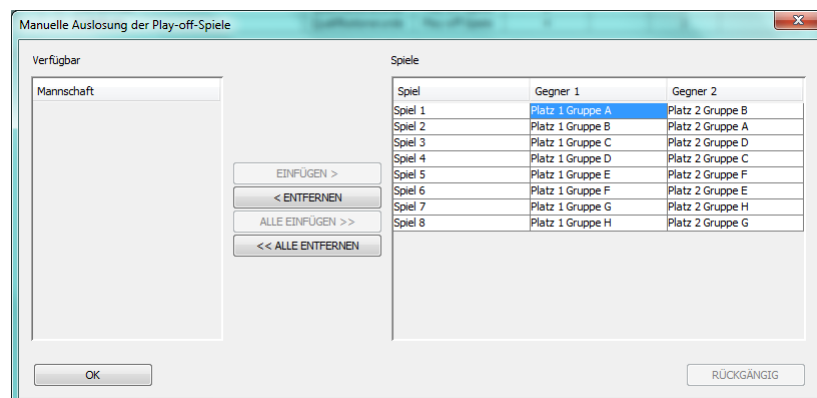 Manuelle Auslosung der Play-off-Spiele
Verfügbar
Mannschaft
EINFÜGEN >
< ENTFERNEN
ALLE EINFÜGEN >>
<< ALLE ENTFERNEN
Spiele
Spiel Gegner 1 Gegner 2
Spiel 1 Platz 1 Gruppe A Platz 2 Gruppe B
Spiel 2 Platz 1 Gruppe B Platz 2 Gruppe A
Spiel 3 Platz 1 Gruppe C Platz 2 Gruppe D
Spiel 4 Platz 1 Gruppe D Platz 2 Gruppe C
Spiel 5 Platz 1 Gruppe E Platz 2 Gruppe F
Spiel 6 Platz 1 Gruppe F Platz 2 Gruppe E
Spiel 7 Platz 1 Gruppe G Platz 2 Gruppe H
Spiel 8 Platz 1 Gruppe H Platz 2 Gruppe G
OK
RÜCKGÄNGIG